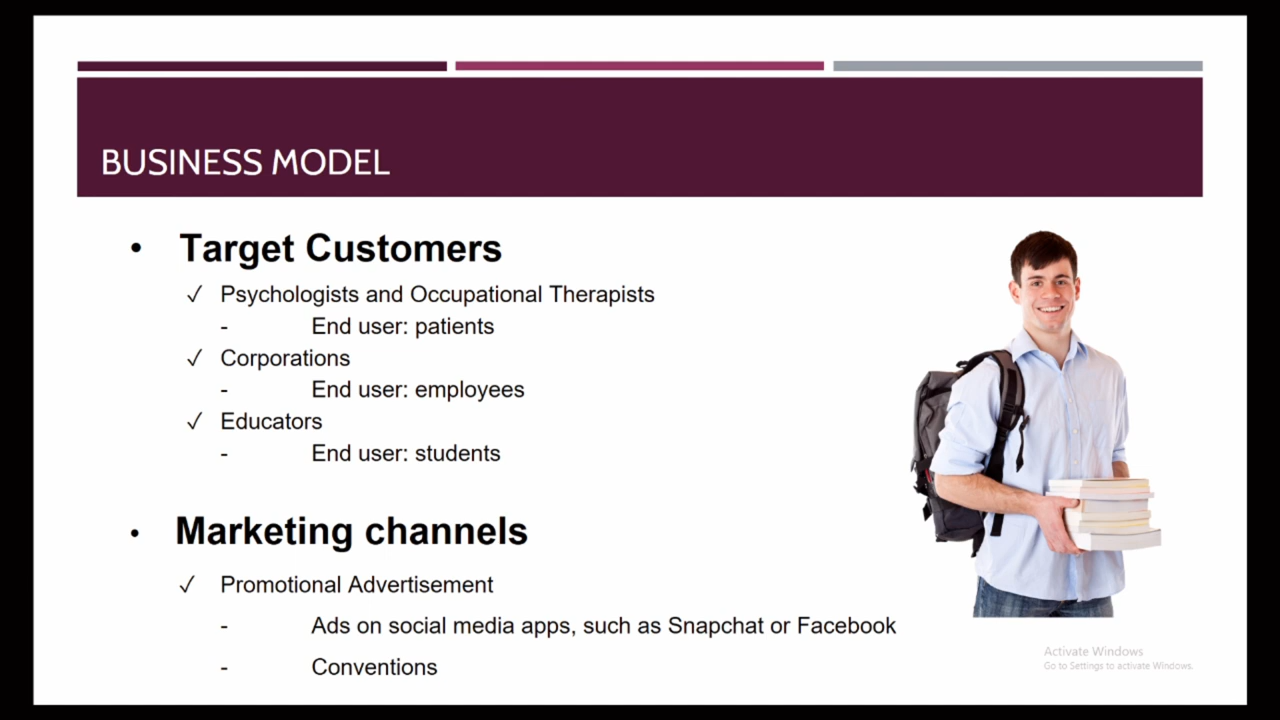 BUSINESS MODEL
• Target Customers
✓ Psychologists and Occupational Therapists
- End user: patients
✓ Corporations
- End user: employees
✓ Educators
- End user: students
• Marketing channels
✓ Promotional Advertisement
- Ads on social media apps, such as Snapchat or Facebook
- Conventions
Activate Windows
Go to Settings to activate Windows.